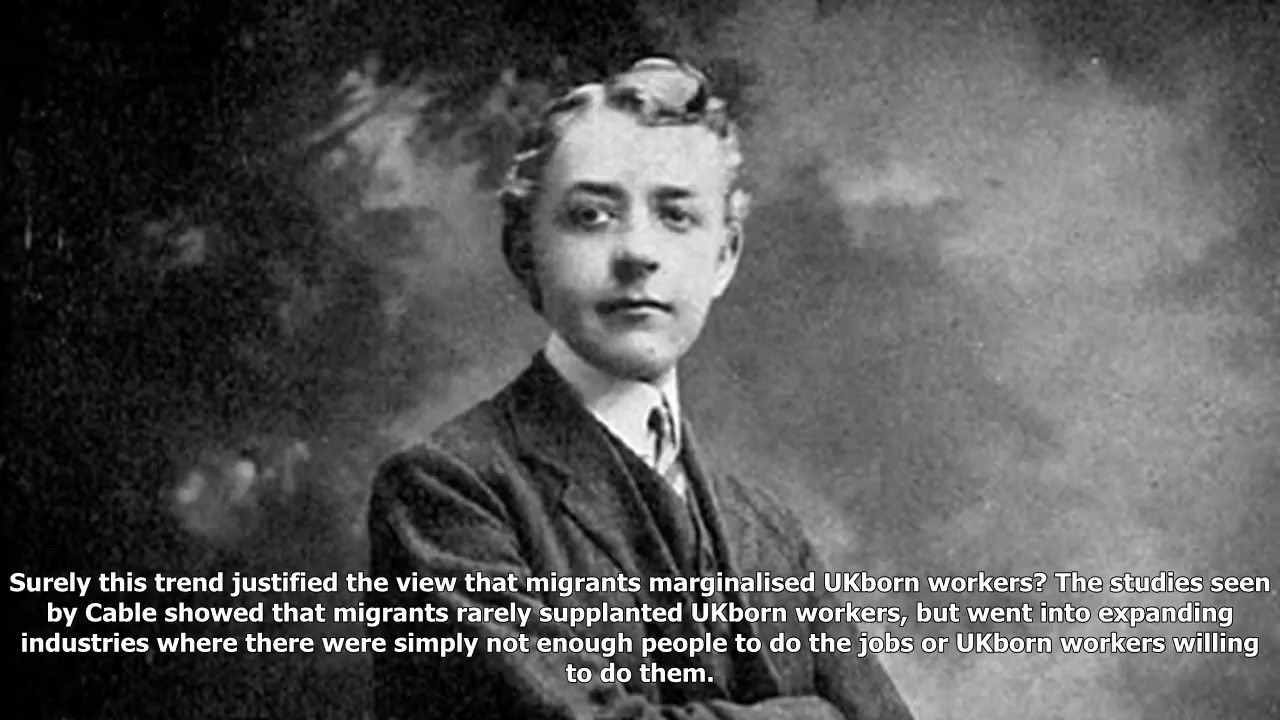 Surely this trend justified the view that migrants marginalised UKborn workers? The studies seen
by Cable showed that migrants rarely supplanted UKborn workers, but went into expanding
industries where there were simply not enough people to do the jobs or UKborn workers willing
to do them.